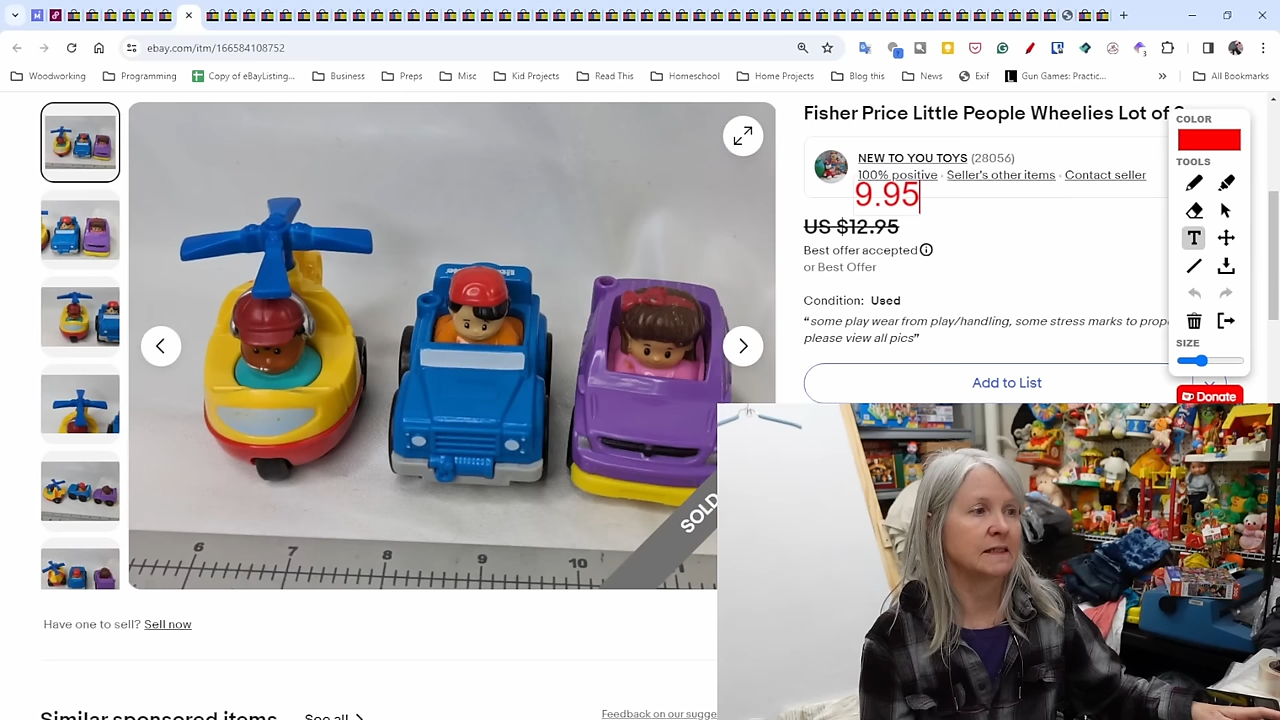 ebay.com/itm/166584108752
Woodworking
Programming
Copy of eBayListing...
Business
Preps
Misc
Kid Projects
Read This
Homeschool
Home Projects
Blog this
News
Exif
Gun Games: Practic...
»
All Bookmarks
Fisher Price Little People Wheelies Lot of
NEW TO YOU TOYS (28056)
100% positive · Seller's other items · Contact seller
9.95
US $12.95
Best offer accepted
or Best Offer
Condition: Used
“some play wear from play/handling, some stress marks to prop
please view all pics”
Add to List
COLOR
TOOLS
T
SIZE
Donate
SOLD
6 7 8 9 10
Have one to sell? Sell now
Similar sponsored items See all
Feedback on our sugge